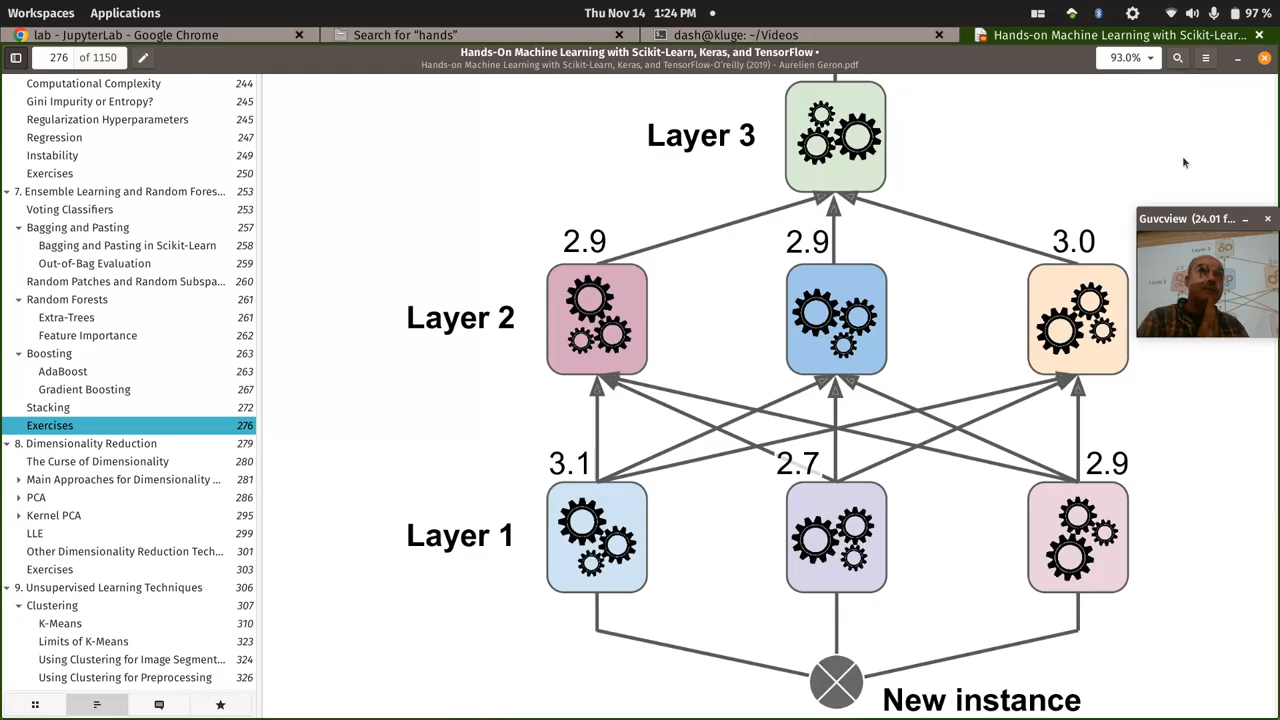 Workspaces Applications Thu Nov 14 1:24 PM 97 %
lab - JupyterLab - Google Chrome × Search for “hands” × dash@kluge: ~/Videos × Hands-on Machine Learning with Scikit-Lear... ×
276 of 1150 Hands-On Machine Learning with Scikit-Learn, Keras, and TensorFlow • 93.0%
Hands-On Machine Learning with Scikit-Learn, Keras, and TensorFlow-O'reilly (2019) - Aurelien Geron.pdf
Computational Complexity 244
Gini Impurity or Entropy? 245
Regularization Hyperparameters 245
Regression 247
Instability 249
Exercises 250
7. Ensemble Learning and Random Fores... 253
Voting Classifiers 253
Bagging and Pasting 257
Bagging and Pasting in Scikit-Learn 258
Out-of-Bag Evaluation 259
Random Patches and Random Subspa... 260
Random Forests 261
Extra-Trees 261
Feature Importance 262
Boosting 263
AdaBoost 263
Gradient Boosting 267
Stacking 272
Exercises 276
8. Dimensionality Reduction 279
The Curse of Dimensionality 280
Main Approaches for Dimensionality ... 281
PCA 286
Kernel PCA 295
LLE 299
Other Dimensionality Reduction Tech... 301
Exercises 303
9. Unsupervised Learning Techniques 306
Clustering 307
K-Means 310
Limits of K-Means 323
Using Clustering for Image Segment... 324
Using Clustering for Preprocessing 326
Layer 3
2.9 2.9 3.0
Layer 2
3.1 2.7 2.9
Layer 1
New instance
Guvcview (24.01 f...
Layer 3
Layer 2